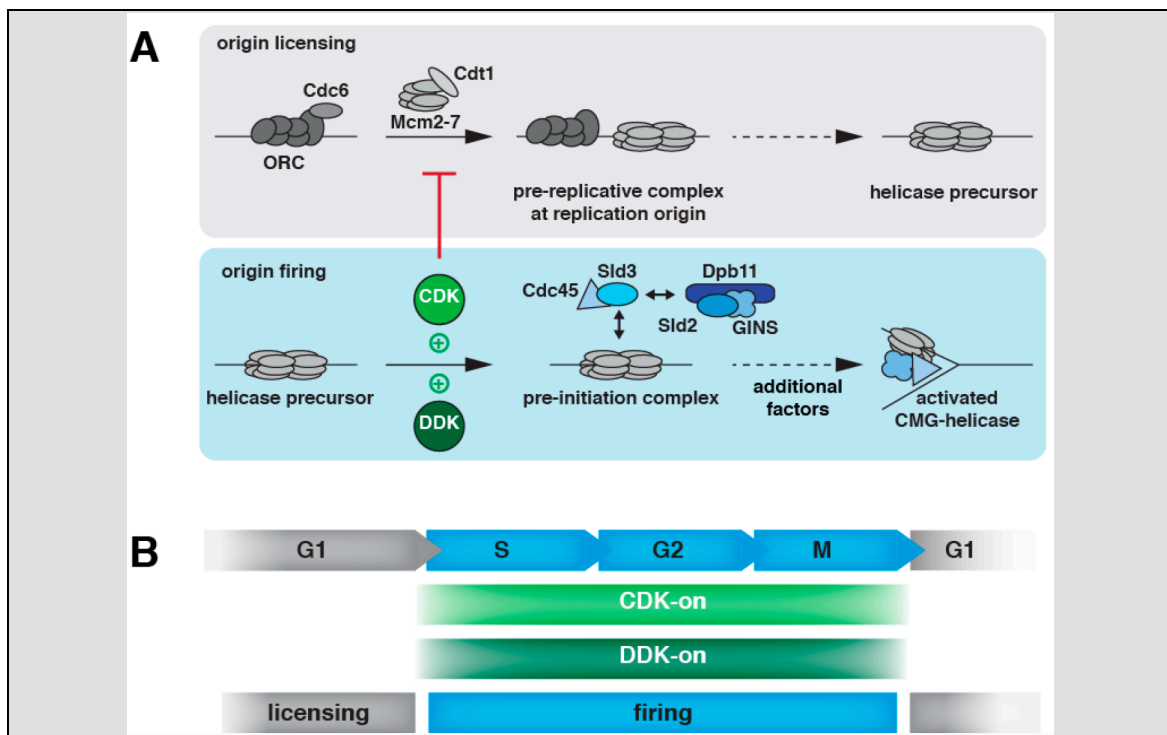 A
origin licensing
Cdc6
Cdt1
Mcm2-7
ORC
pre-replicative complex
at replication origin
helicase precursor
origin firing
CDK
DDK
Cdc45
Sld3
Dpb11
Sld2
GINS
helicase precursor
pre-initiation complex
additional
factors
activated
CMG-helicase
B
G1
S
G2
M
G1
CDK-on
DDK-on
licensing
firing